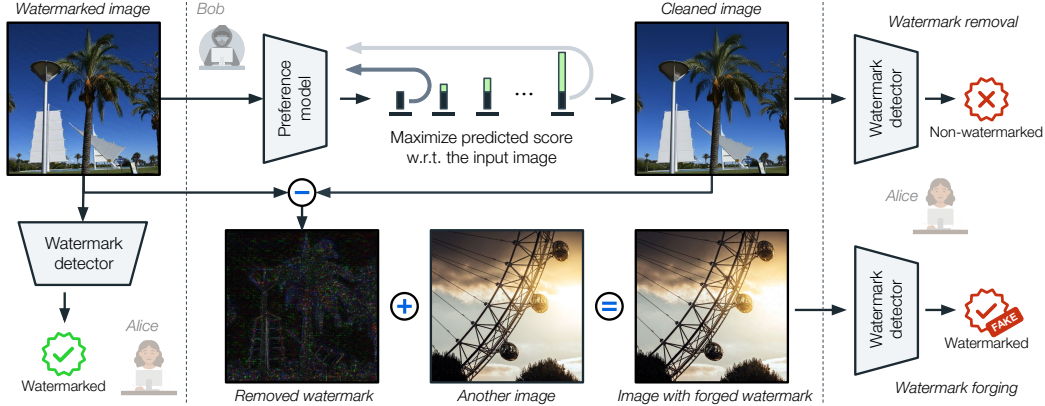 Watermarked image
Bob
Cleaned image
Watermark removal
Preference
model
...
Maximize predicted score
w.r.t. the input image
Watermark
detector
Non-watermarked
−
Alice
Watermark
detector
Alice
Watermarked
+
=
Watermark
detector
FAKE
Watermarked
Removed watermark
Another image
Image with forged watermark
Watermark forging